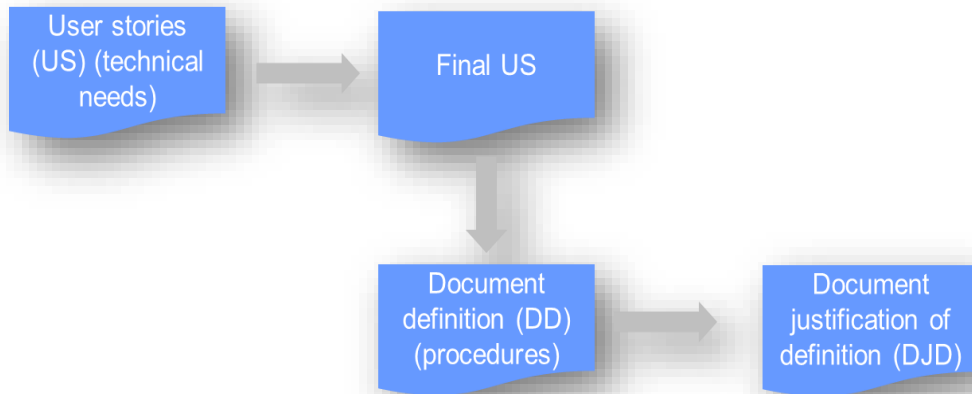 User stories
(US) (technical
needs)
Final US
Document
definition (DD)
(procedures)
Document
justification of
definition (DJD)